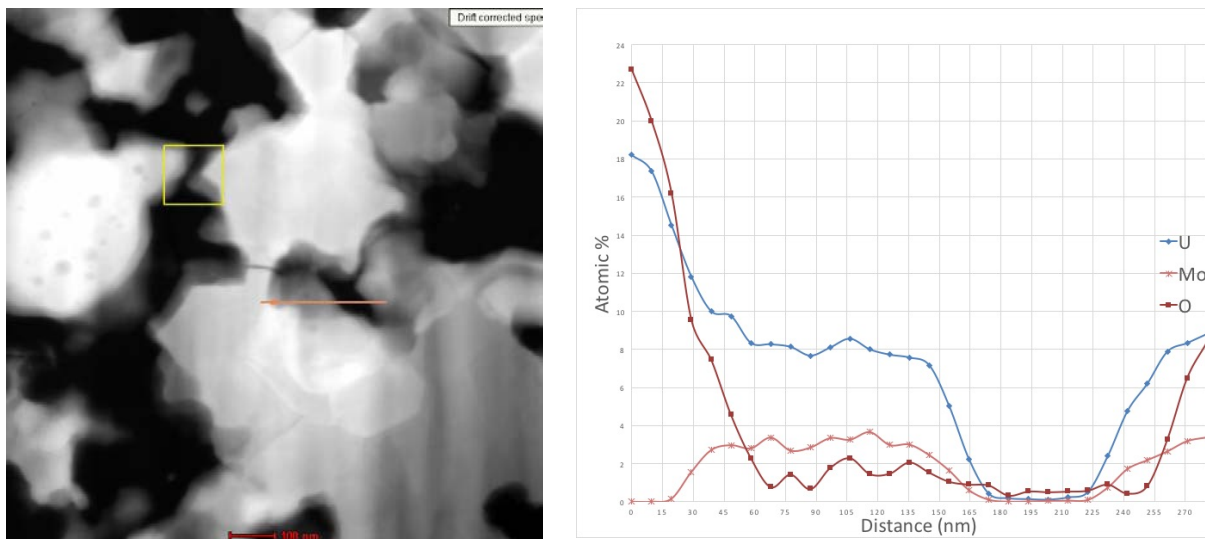 Drift corrected spe
100 nm
24
22
20
18
16
14
12
10
8
6
4
2
0
Atomic %
U
Mo
O
0 15 30 45 60 75 90 105 120 135 150 165 180 195 210 225 240 255 270
Distance (nm)